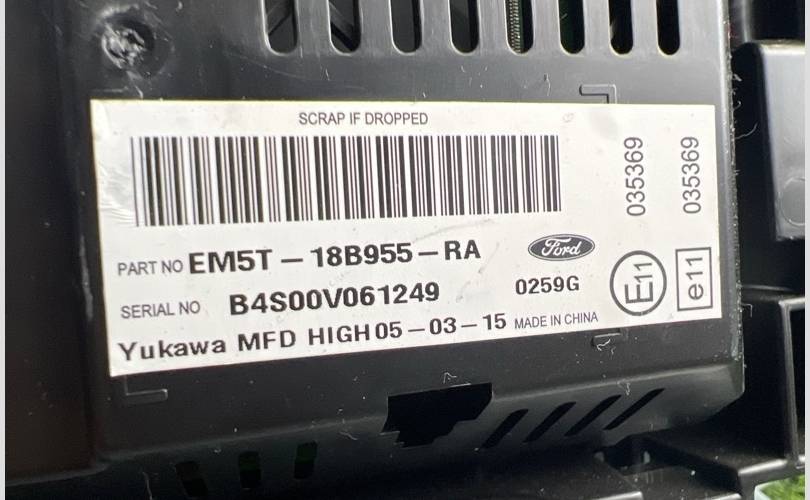 SCRAP IF DROPPED
PART NO EM5T-18B955-RA
Ford
SERIAL NO B4S00V061249
0259G
Yukawa MFD HIGH 05-03-15 MADE IN CHINA
035369
E11
035369
e11